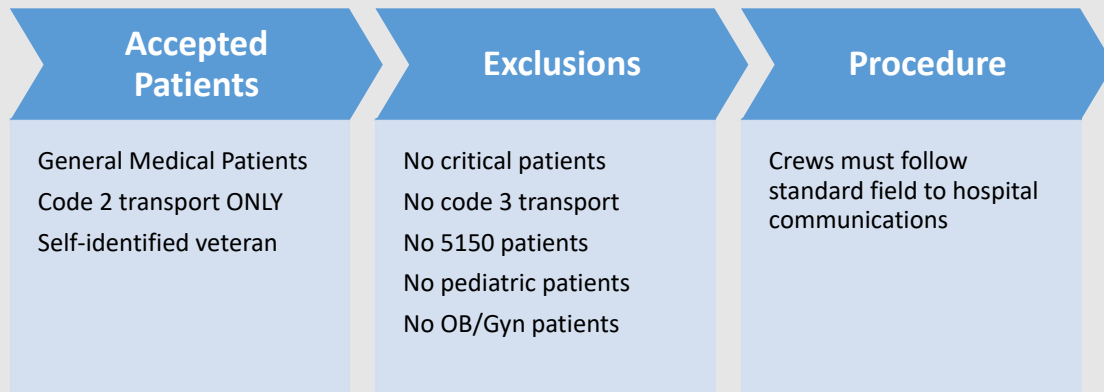 Accepted
Patients
General Medical Patients
Code 2 transport ONLY
Self-identified veteran
Exclusions
No critical patients
No code 3 transport
No 5150 patients
No pediatric patients
No OB/Gyn patients
Procedure
Crews must follow
standard field to hospital
communications